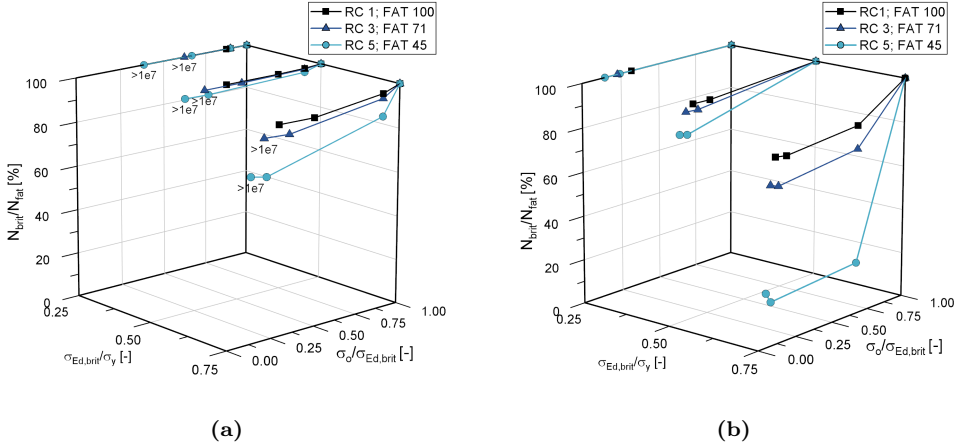 RC 1; FAT 100
RC 3; FAT 71
RC 5; FAT 45
>1e7
>1e7
>1e7
>1e7
>1e7
>1e7
100
80
60
40
20
0
N_brit/N_fat [%]
0.25
0.50
0.75
σ_Ed,brit/σ_y [-]
0.00
0.25
0.50
0.75
1.00
σ_o/σ_Ed,brit [-]
(a)
RC1; FAT 100
RC 3; FAT 71
RC 5; FAT 45
100
80
60
40
20
0
N_brit/N_fat [%]
0.25
0.50
0.75
σ_Ed,brit/σ_y [-]
0.00
0.25
0.50
0.75
1.00
σ_o/σ_Ed,brit [-]
(b)